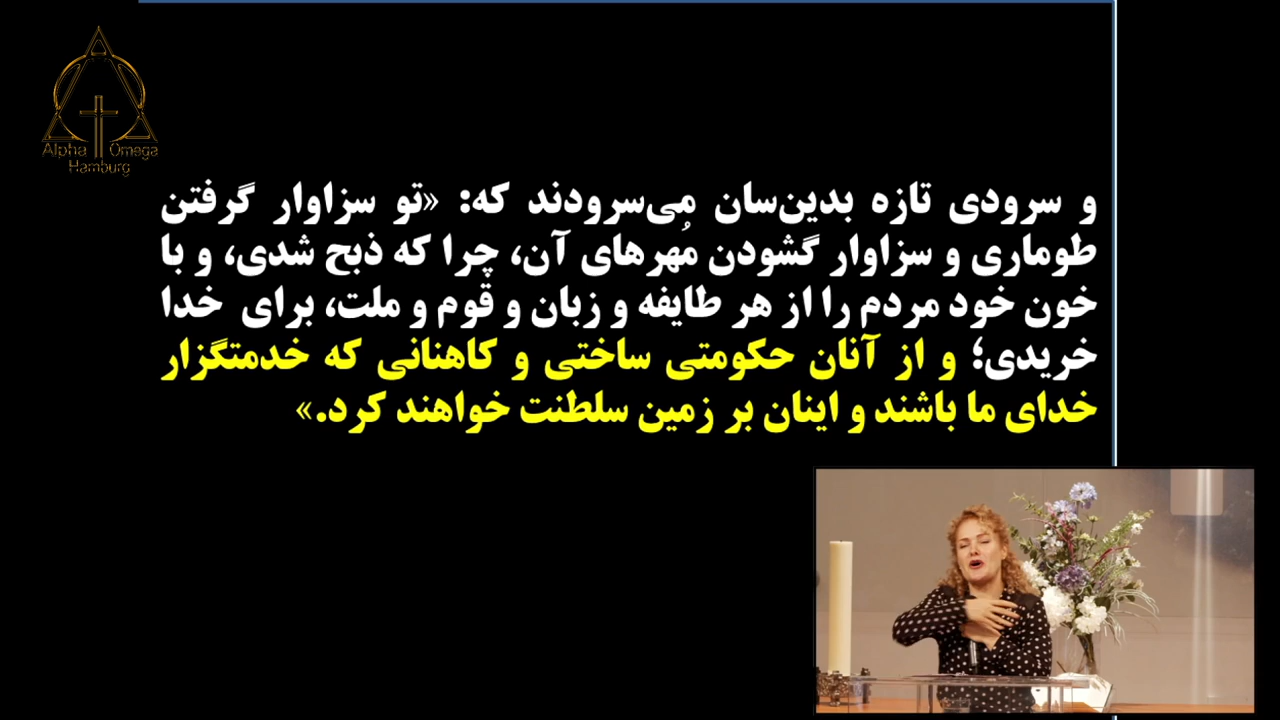 Alpha Omega
Hamburg
و سرودی تازه بدین‌سان می‌سرودند که: «تو سزاوار گرفتن
طوماری و سزاوار گشودن مُهرهای آن، چرا که ذبح شدی، و با
خون خود مردم را از هر طایفه و زبان و قوم و ملت، برای خدا
خریدی؛ و از آنان حکومتی ساختی و کاهنانی که خدمتگزار
خدای ما باشند و اینان بر زمین سلطنت خواهند کرد.»